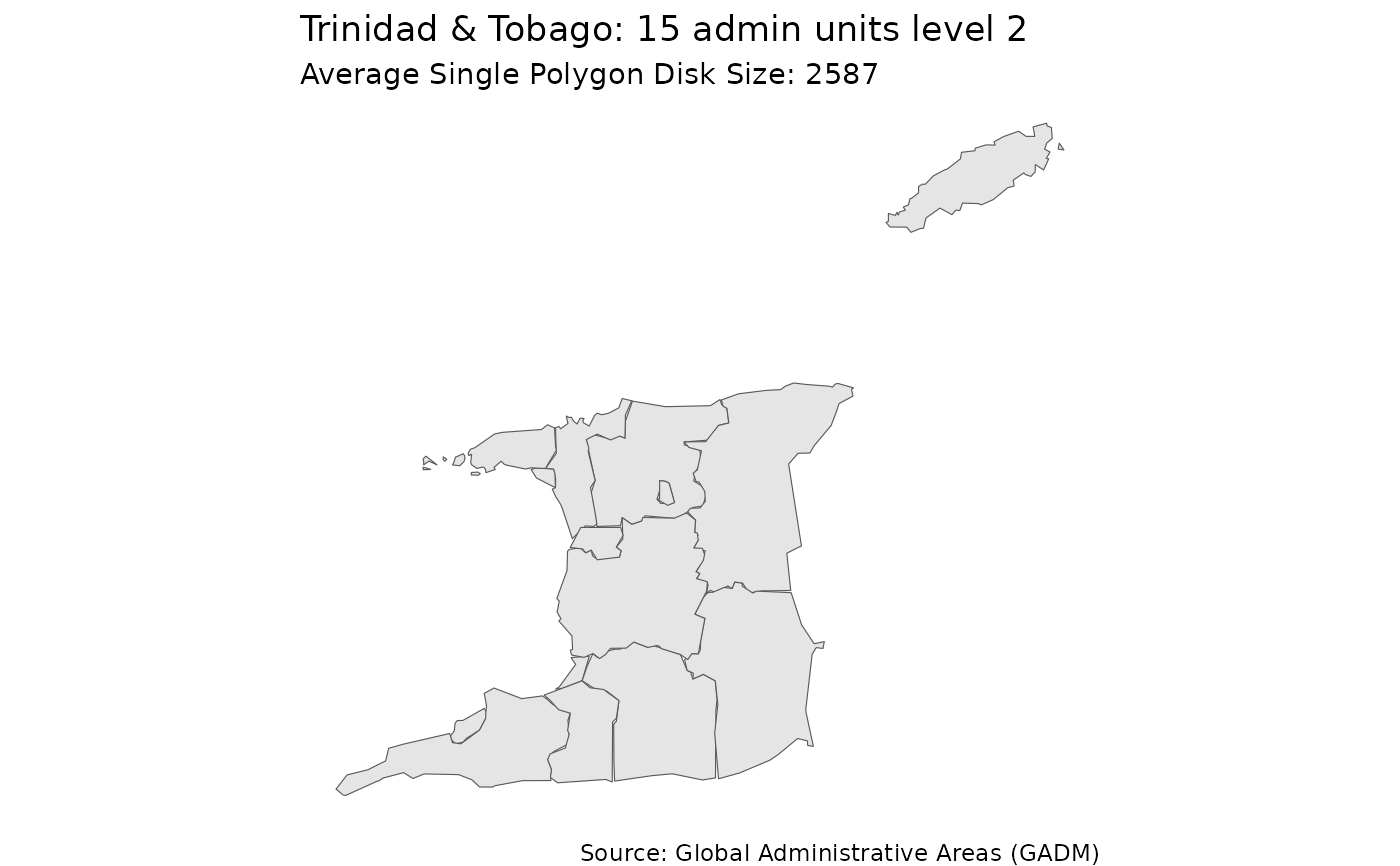 Trinidad & Tobago: 15 admin units level 2
Average Single Polygon Disk Size: 2587
Source: Global Administrative Areas (GADM)